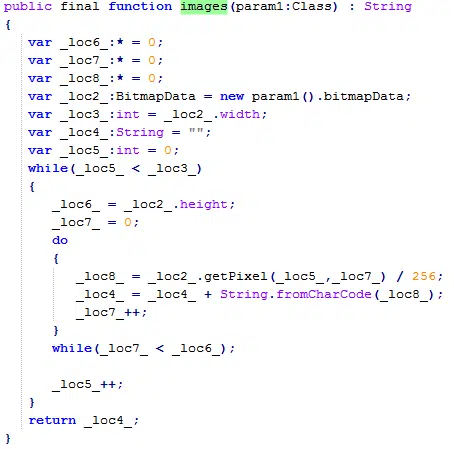 public final function images(param1:Class) : String
{
var _loc6_:* = 0;
var _loc7_:* = 0;
var _loc8_:* = 0;
var _loc2_:BitmapData = new param1().bitmapData;
var _loc3_:int = _loc2_.width;
var _loc4_:String = "";
var _loc5_:int = 0;
while(_loc5_ < _loc3_)
{
_loc6_ = _loc2_.height;
_loc7_ = 0;
do
{
_loc8_ = _loc2_.getPixel(_loc5_,_loc7_) / 256;
_loc4_ = _loc4_ + String.fromCharCode(_loc8_);
_loc7_++;
}
while(_loc7_ < _loc6_);
_loc5_++;
}
return _loc4_;
}